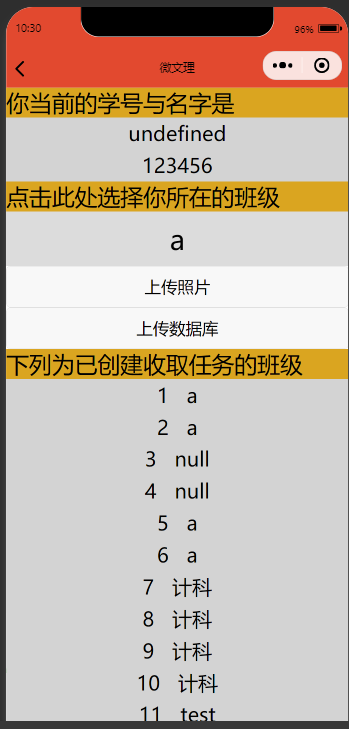 10:30
96%
微文理
你当前的学号与名字是
undefined
123456
点击此处选择你所在的班级
a
上传照片
上传数据库
下列为已创建收取任务的班级
1 a
2 a
3 null
4 null
5 a
6 a
7 计科
8 计科
9 计科
10 计科
11 test